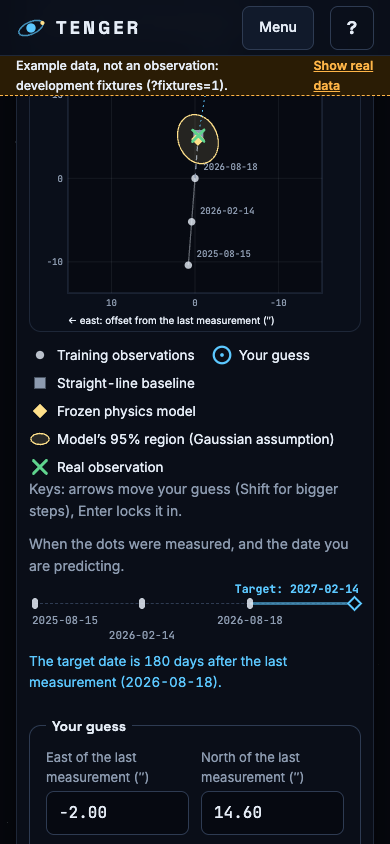 TENGER
Menu
?
Example data, not an observation:
development fixtures (?fixtures=1).
Show real
data
0
2026-08-18
2026-02-14
2025-08-15
-10
10
0
-10
← east: offset from the last measurement (″)
Training observations
Your guess
Straight-line baseline
Frozen physics model
Model's 95% region (Gaussian assumption)
Real observation
Keys: arrows move your guess (Shift for bigger
steps), Enter locks it in.
When the dots were measured, and the date you
are predicting.
Target: 2027-02-14
2025-08-15
2026-08-18
2026-02-14
The target date is 180 days after the last
measurement (2026-08-18).
Your guess
East of the last
measurement (″)
North of the last
measurement (″)
-2.00
14.60